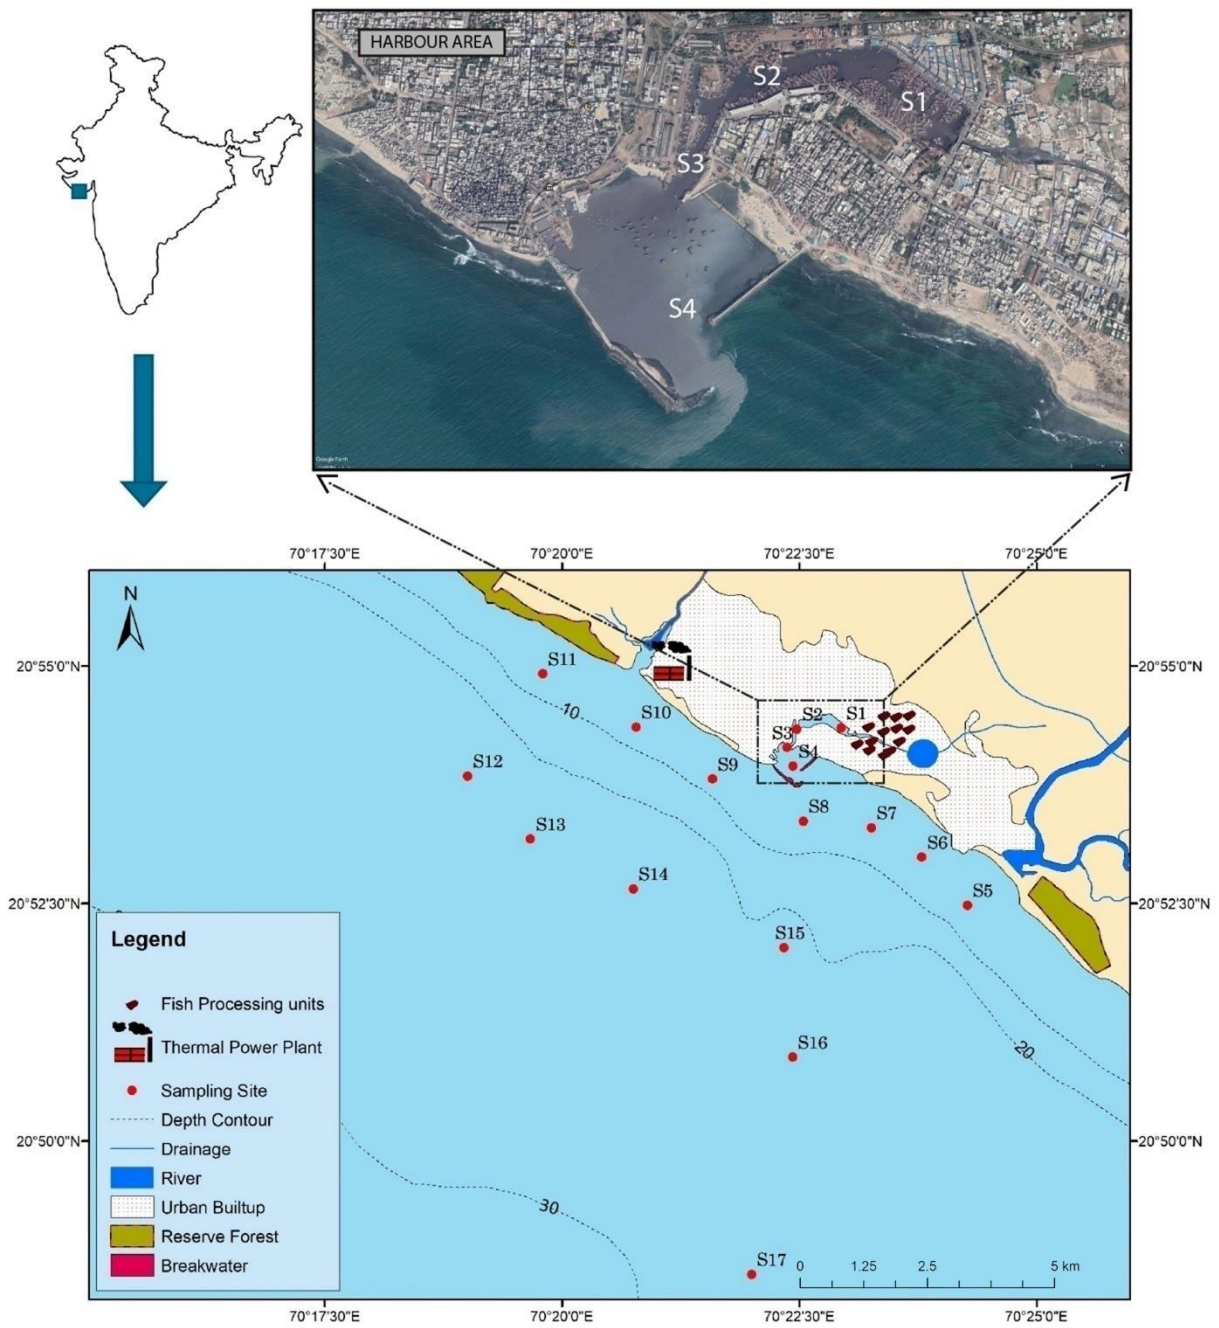 HARBOUR AREA
S2
S1
S3
S4
Google Earth
70°17'30"E
70°20'0"E
70°22'30"E
70°25'0"E
N
20°55'0"N
20°55'0"N
S11
S10
10
S2
S1
S3
S4
S12
S9
S13
S8
S7
S6
S14
S5
20°52'30"N
20°52'30"N
S15
Legend
Fish Processing units
Thermal Power Plant
Sampling Site
Depth Contour
Drainage
River
Urban Builtup
Reserve Forest
Breakwater
S16
20
20°50'0"N
20°50'0"N
30
S17
0 1.25 2.5 5 km
70°17'30"E
70°20'0"E
70°22'30"E
70°25'0"E